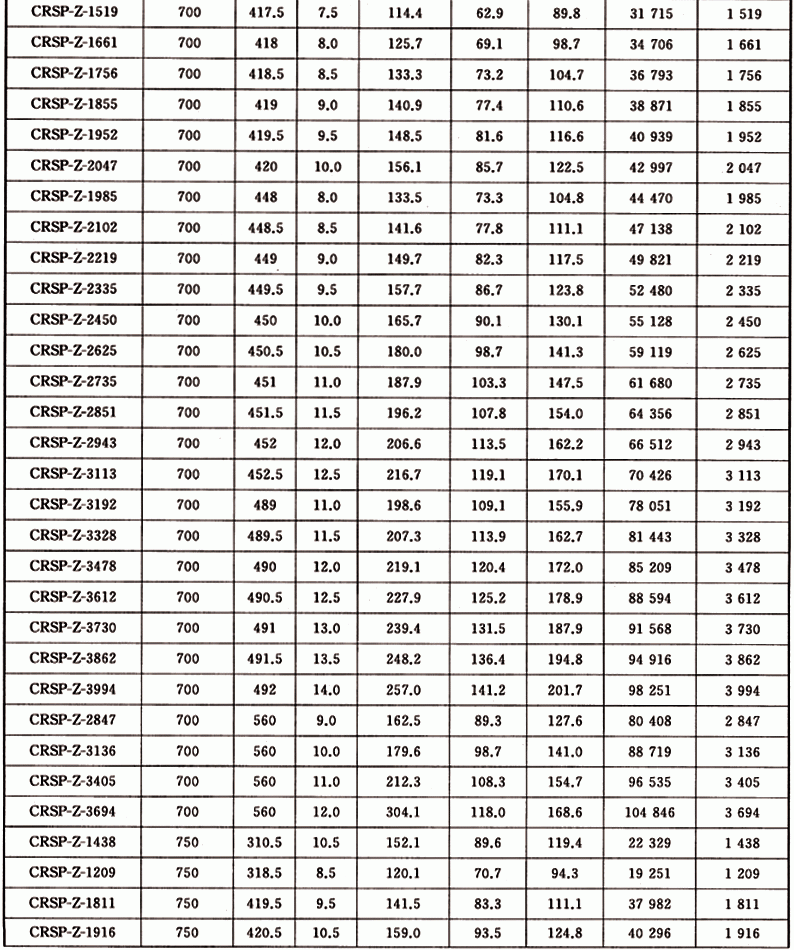 CRSP-Z-1519 700 417.5 7.5 114.4 62.9 89.8 31 715 1 519
CRSP-Z-1661 700 418 8.0 125.7 69.1 98.7 34 706 1 661
CRSP-Z-1756 700 418.5 8.5 133.3 73.2 104.7 36 793 1 756
CRSP-Z-1855 700 419 9.0 140.9 77.4 110.6 38 871 1 855
CRSP-Z-1952 700 419.5 9.5 148.5 81.6 116.6 40 939 1 952
CRSP-Z-2047 700 420 10.0 156.1 85.7 122.5 42 997 2 047
CRSP-Z-1985 700 448 8.0 133.5 73.3 104.8 44 470 1 985
CRSP-Z-2102 700 448.5 8.5 141.6 77.8 111.1 47 138 2 102
CRSP-Z-2219 700 449 9.0 149.7 82.3 117.5 49 821 2 219
CRSP-Z-2335 700 449.5 9.5 157.7 86.7 123.8 52 480 2 335
CRSP-Z-2450 700 450 10.0 165.7 90.1 130.1 55 128 2 450
CRSP-Z-2625 700 450.5 10.5 180.0 98.7 141.3 59 119 2 625
CRSP-Z-2735 700 451 11.0 187.9 103.3 147.5 61 680 2 735
CRSP-Z-2851 700 451.5 11.5 196.2 107.8 154.0 64 356 2 851
CRSP-Z-2943 700 452 12.0 206.6 113.5 162.2 66 512 2 943
CRSP-Z-3113 700 452.5 12.5 216.7 119.1 170.1 70 426 3 113
CRSP-Z-3192 700 489 11.0 198.6 109.1 155.9 78 051 3 192
CRSP-Z-3328 700 489.5 11.5 207.3 113.9 162.7 81 443 3 328
CRSP-Z-3478 700 490 12.0 219.1 120.4 172.0 85 209 3 478
CRSP-Z-3612 700 490.5 12.5 227.9 125.2 178.9 88 594 3 612
CRSP-Z-3730 700 491 13.0 239.4 131.5 187.9 91 568 3 730
CRSP-Z-3862 700 491.5 13.5 248.2 136.4 194.8 94 916 3 862
CRSP-Z-3994 700 492 14.0 257.0 141.2 201.7 98 251 3 994
CRSP-Z-2847 700 560 9.0 162.5 89.3 127.6 80 408 2 847
CRSP-Z-3136 700 560 10.0 179.6 98.7 141.0 88 719 3 136
CRSP-Z-3405 700 560 11.0 212.3 108.3 154.7 96 535 3 405
CRSP-Z-3694 700 560 12.0 304.1 118.0 168.6 104 846 3 694
CRSP-Z-1438 750 310.5 10.5 152.1 89.6 119.4 22 329 1 438
CRSP-Z-1209 750 318.5 8.5 120.1 70.7 94.3 19 251 1 209
CRSP-Z-1811 750 419.5 9.5 141.5 83.3 111.1 37 982 1 811
CRSP-Z-1916 750 420.5 10.5 159.0 93.5 124.8 40 296 1 916